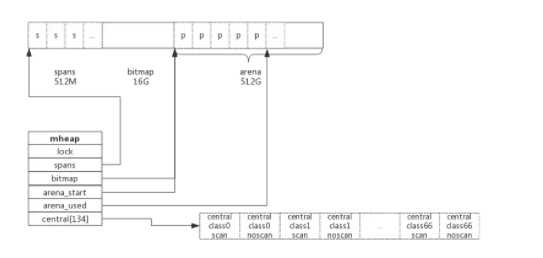 s s s ... p p p p p ...
spans bitmap arena
512M 16G 512G
mheap
lock
spans
bitmap
arena_start
arena_used
central[134]
central central central central central central
class0 class0 class1 class1 ... class66 class66
scan noscan scan noscan scan noscan